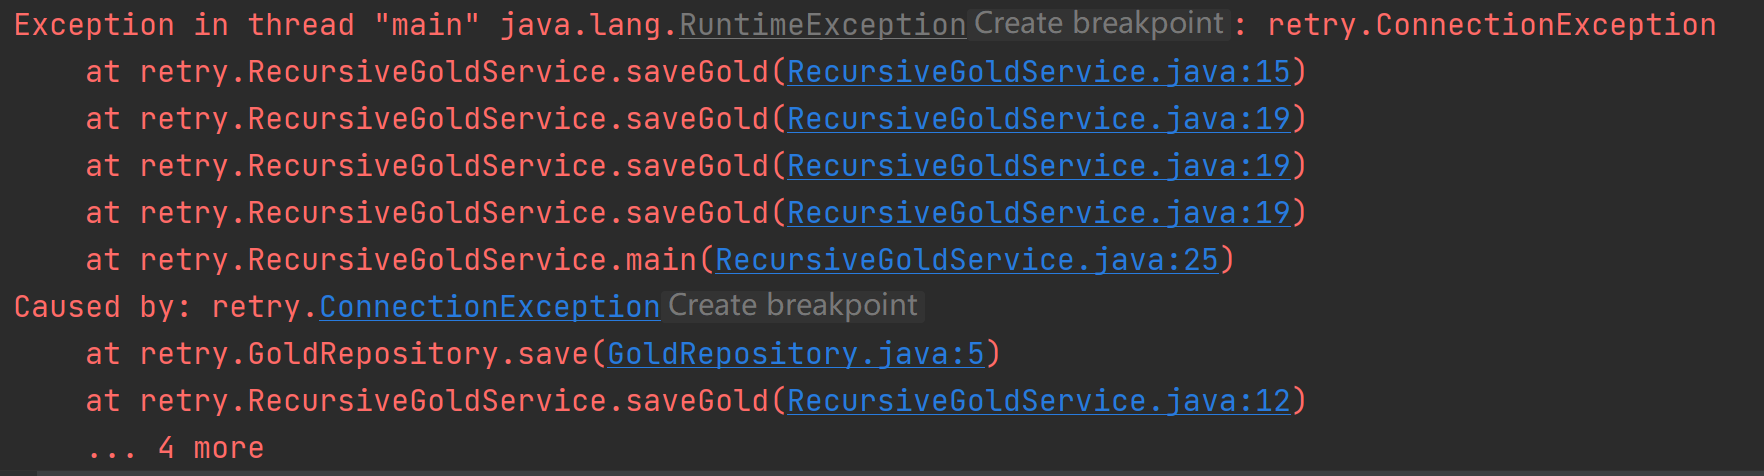 Exception in thread "main" java.lang.RuntimeException Create breakpoint : retry.ConnectionException
at retry.RecursiveGoldService.saveGold(RecursiveGoldService.java:15)
at retry.RecursiveGoldService.saveGold(RecursiveGoldService.java:19)
at retry.RecursiveGoldService.saveGold(RecursiveGoldService.java:19)
at retry.RecursiveGoldService.saveGold(RecursiveGoldService.java:19)
at retry.RecursiveGoldService.main(RecursiveGoldService.java:25)
Caused by: retry.ConnectionException Create breakpoint
at retry.GoldRepository.save(GoldRepository.java:5)
at retry.RecursiveGoldService.saveGold(RecursiveGoldService.java:12)
... 4 more